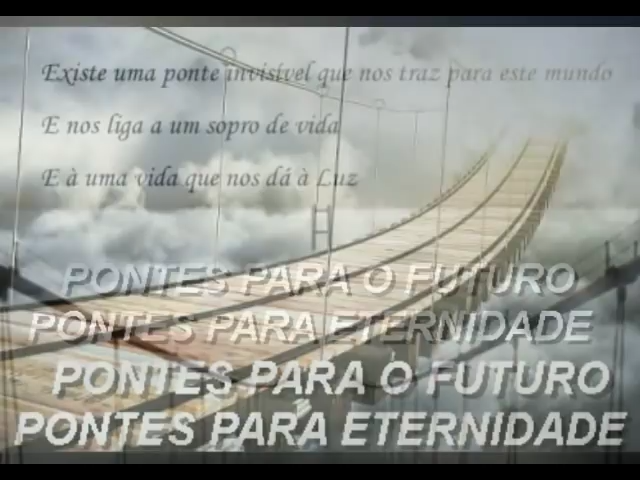 Existe uma ponte invisível que nos traz para este mundo
E nos liga a um sopro de vida
E à uma vida que nos dá à Luz
PONTES PARA O FUTURO
PONTES PARA ETERNIDADE
PONTES PARA O FUTURO
PONTES PARA ETERNIDADE